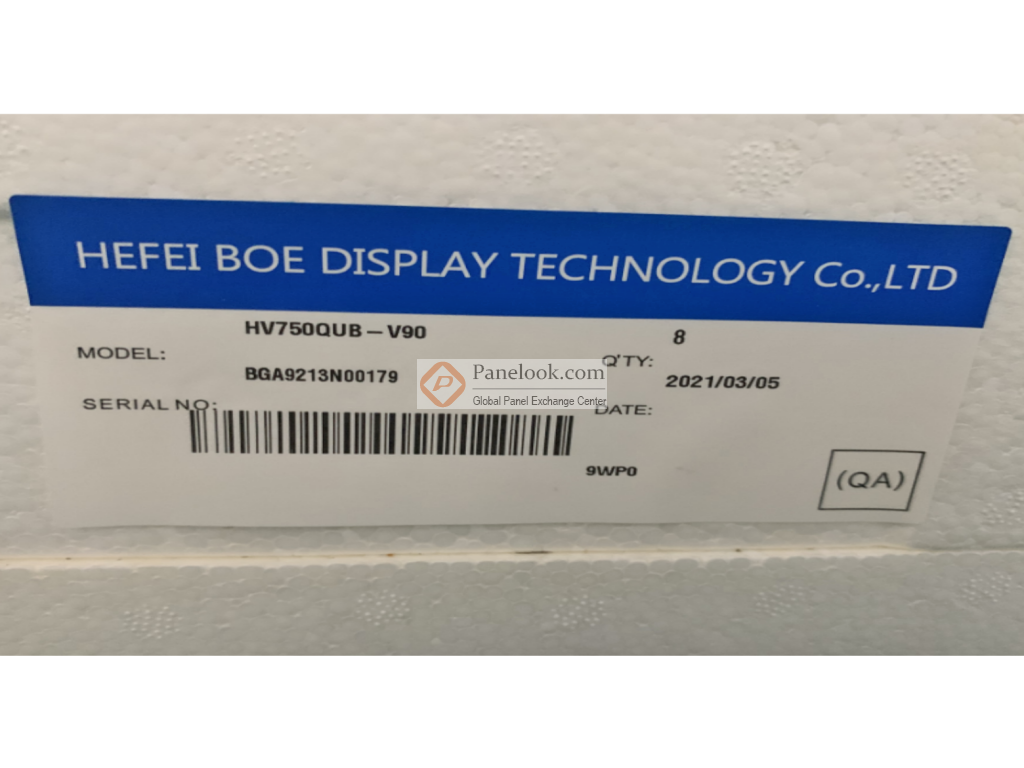 HEFEI BOE DISPLAY TECHNOLOGY Co.,LTD
MODEL: HV750QUB-V90 Q'TY: 8
SERIAL NO: BGA9213N00179 DATE: 2021/03/05
Panelook.com
Global Panel Exchange Center
9WP0
(QA)